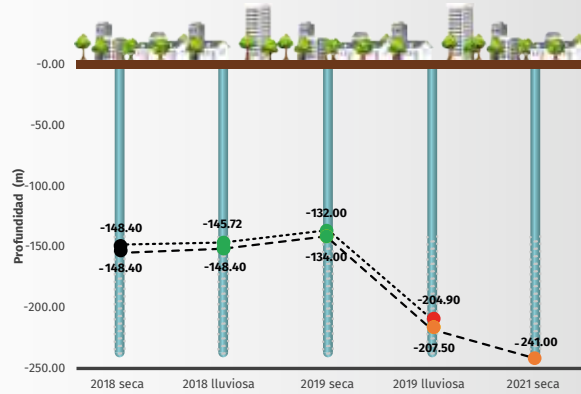 -0.00
-50.00
-100.00
-150.00
-200.00
-250.00
Profundidad (m)
-148.40
-145.72
-132.00
-148.40
-148.40
-134.00
-204.90
-207.50
-241.00
2018 seca
2018 lluviosa
2019 seca
2019 lluviosa
2021 seca